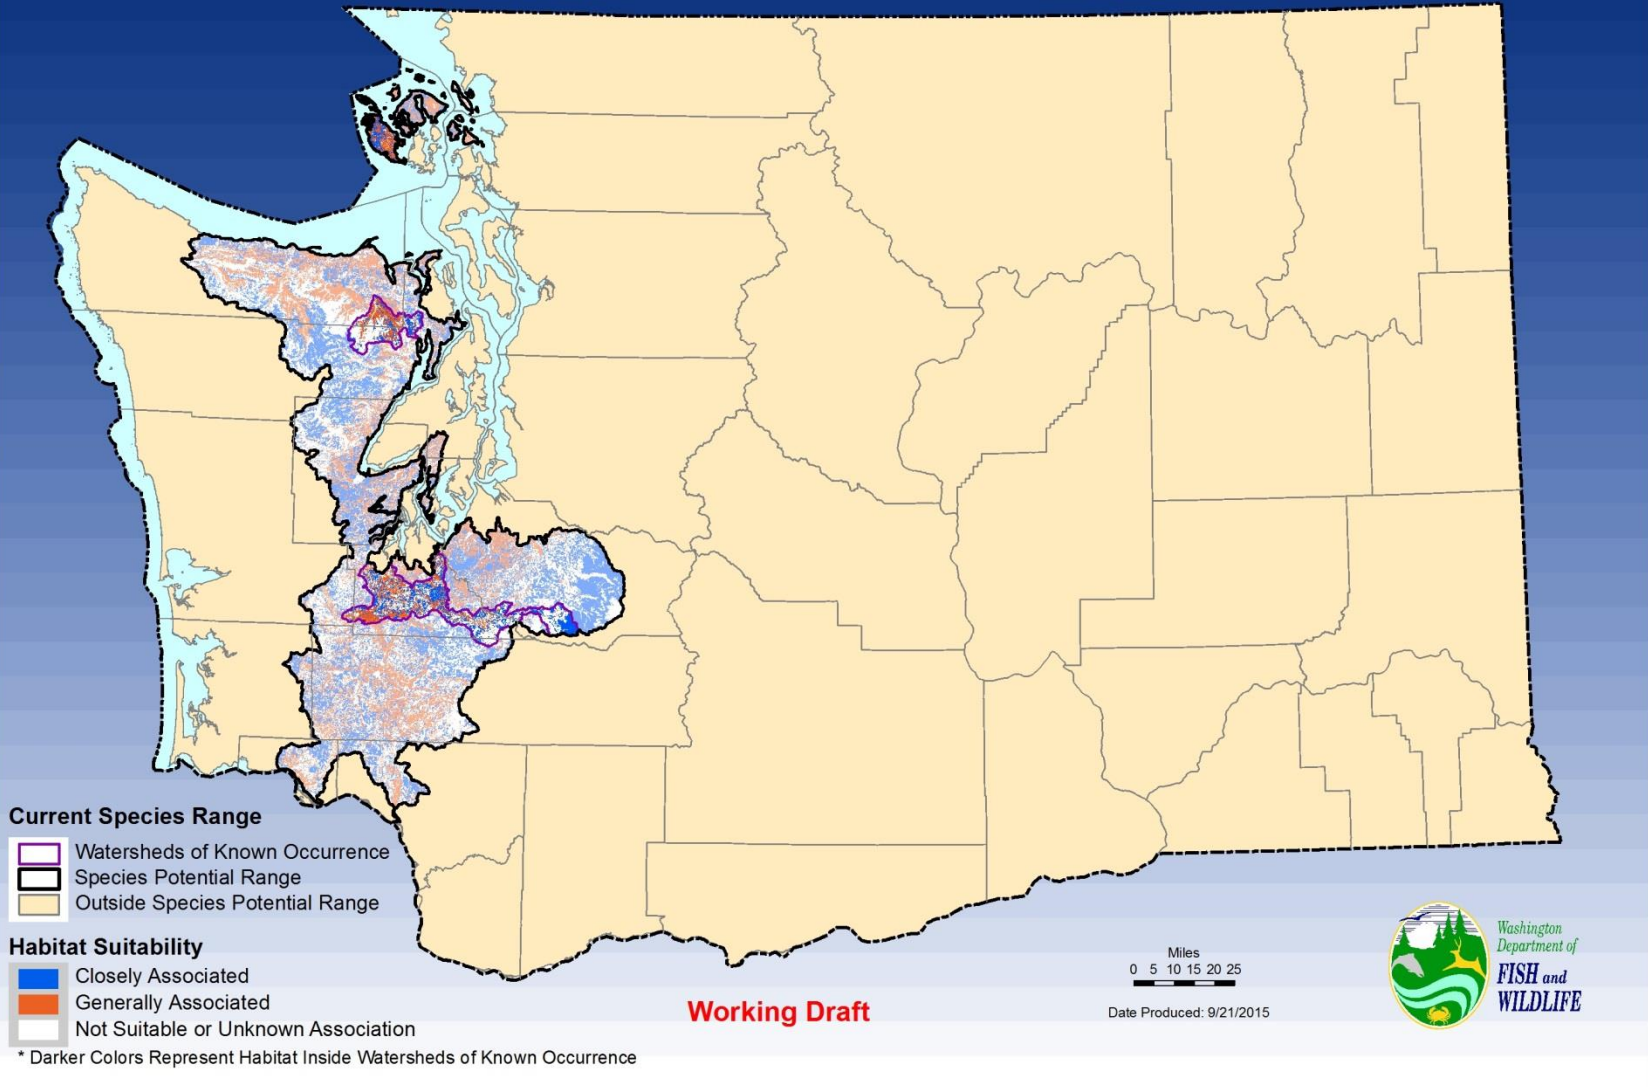 Current Species Range
Watersheds of Known Occurrence
Species Potential Range
Outside Species Potential Range
Habitat Suitability
Closely Associated
Generally Associated
Not Suitable or Unknown Association
* Darker Colors Represent Habitat Inside Watersheds of Known Occurrence
Working Draft
Miles
0 5 10 15 20 25
Date Produced: 9/21/2015
Washington
Department of
FISH and
WILDLIFE